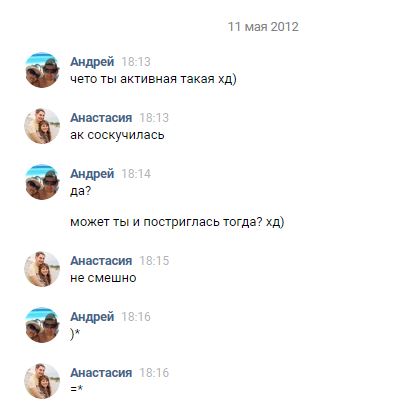 11 мая 2012
Андрей 18:13
чето ты активная такая хд)
Анастасия 18:13
ак соскучилась
Андрей 18:14
да?
может ты и постриглась тогда? хд)
Анастасия 18:15
не смешно
Андрей 18:16
)*
Анастасия 18:16
=*